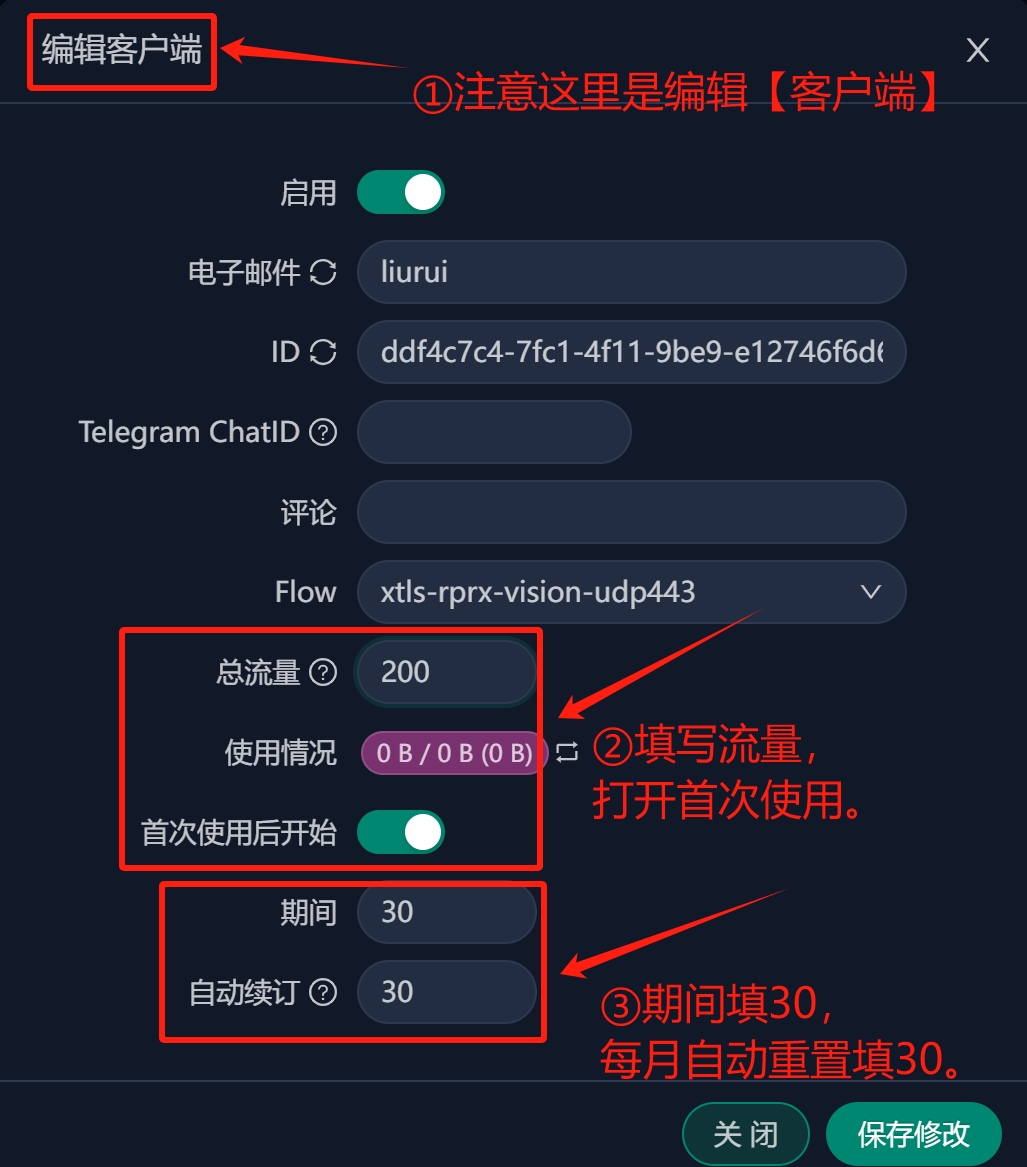 编辑客户端
①注意这里是编辑【客户端】
启用
电子邮件 liurui
ID ddf4c7c4-7fc1-4f11-9be9-e12746f6d6
Telegram ChatID
评论
Flow xtls-rprx-vision-udp443
总流量 200
使用情况 0 B / 0 B (0 B)
②填写流量，
打开首次使用。
首次使用后开始
期间 30
自动续订 30
③期间填30，
每月自动重置填30。
关 闭 保存修改